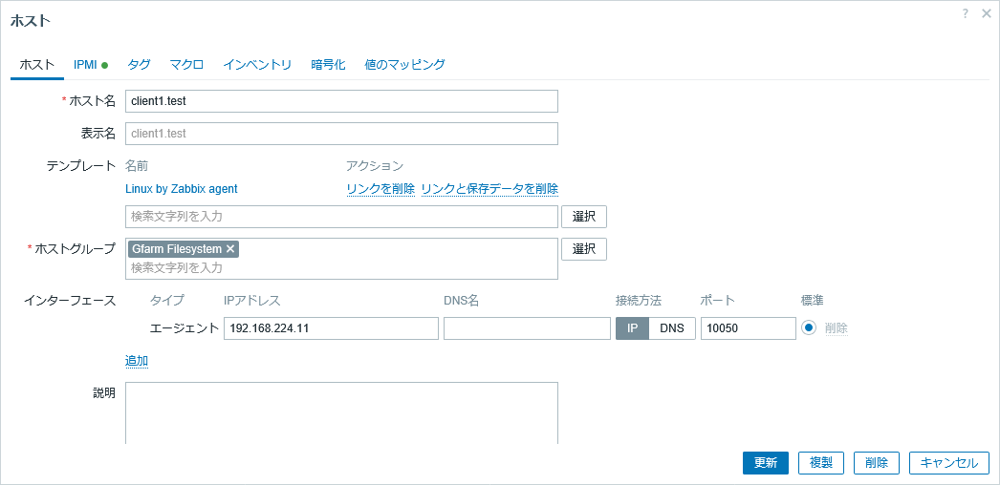 ホスト
? ×
ホスト IPMI タグ マクロ インベントリ 暗号化 値のマッピング
* ホスト名 client1.test
表示名 client1.test
テンプレート 名前 アクション
Linux by Zabbix agent リンクを削除 リンクと保存データを削除
検索文字列を入力 選択
* ホストグループ Gfarm Filesystem × 選択
検索文字列を入力
インターフェース タイプ IPアドレス DNS名 接続方法 ポート 標準
エージェント 192.168.224.11 IP DNS 10050 削除
追加
説明
更新 複製 削除 キャンセル